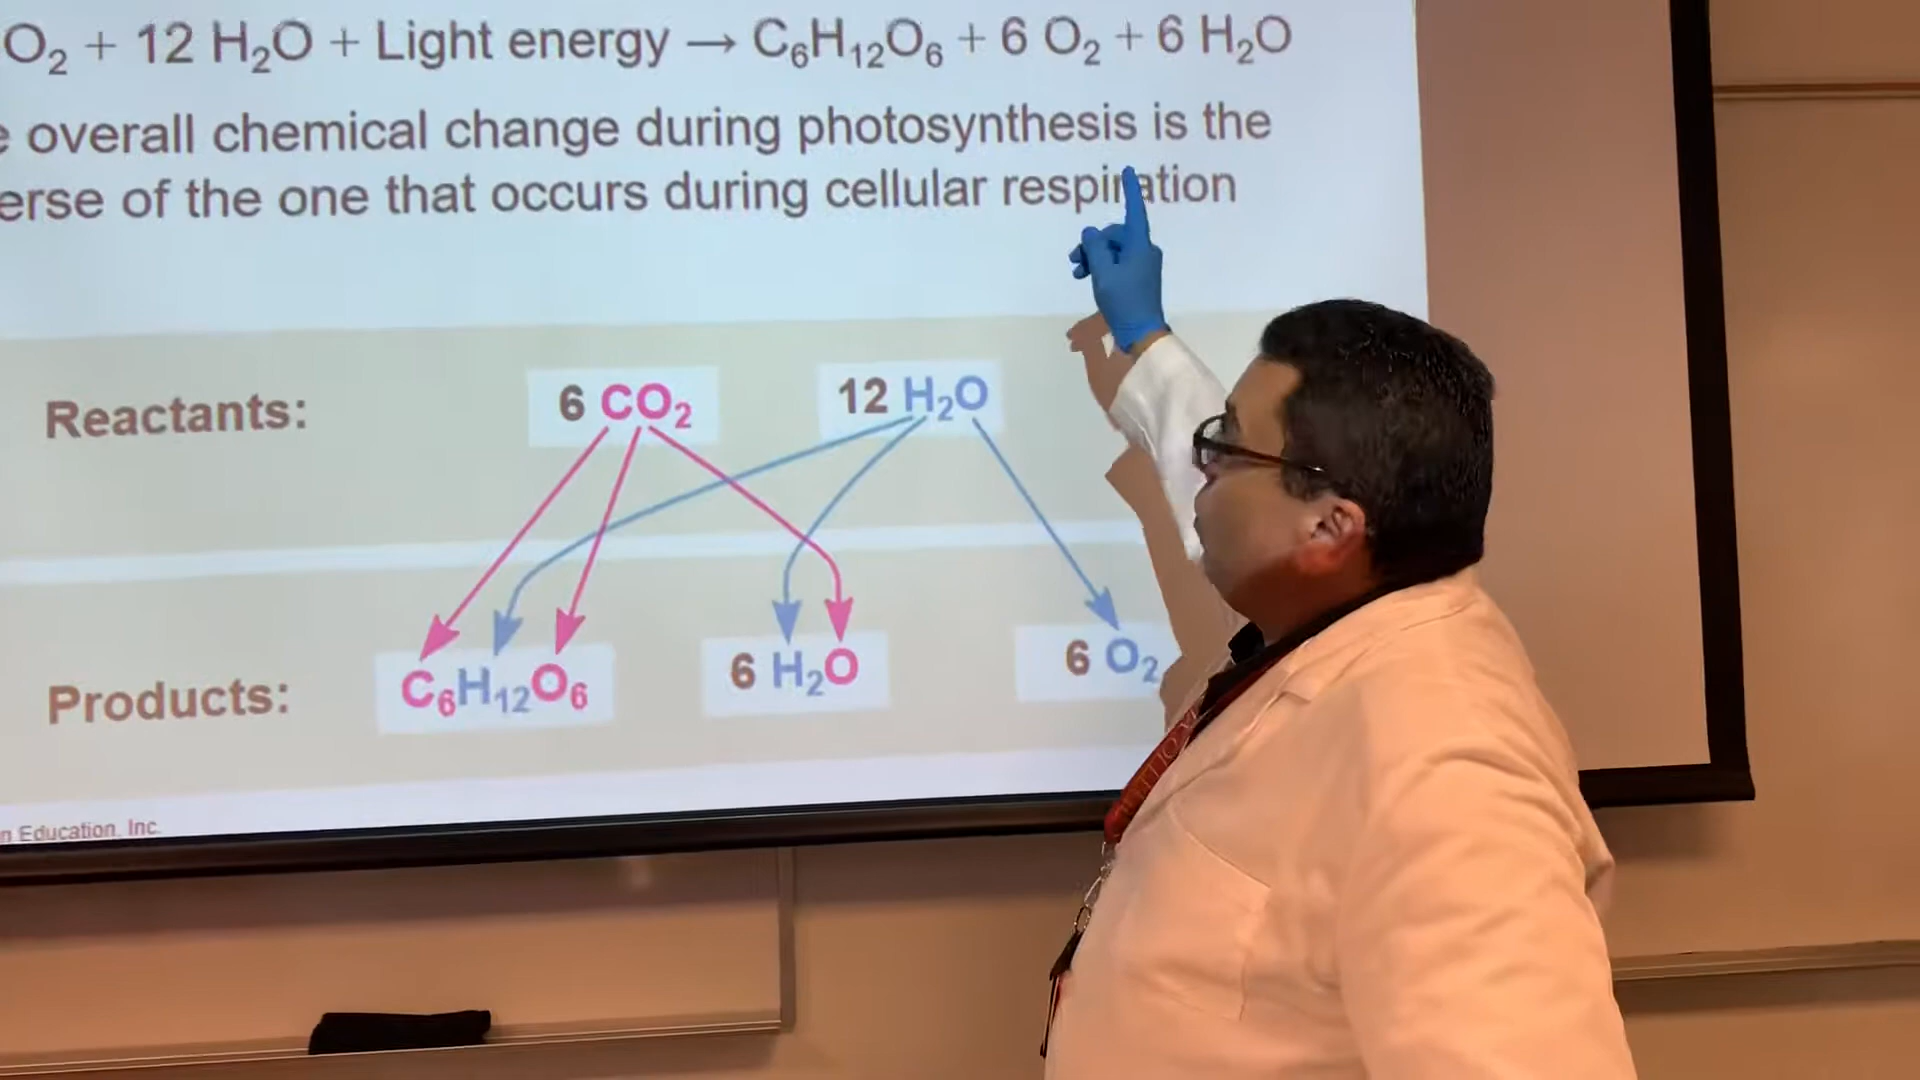 O₂ + 12 H₂O + Light energy → C₆H₁₂O₆ + 6 O₂ + 6 H₂O
overall chemical change during photosynthesis is the
erse of the one that occurs during cellular respiration
Reactants: 6 CO₂ 12 H₂O
Products: C₆H₁₂O₆ 6 H₂O 6 O₂
n Education, Inc.